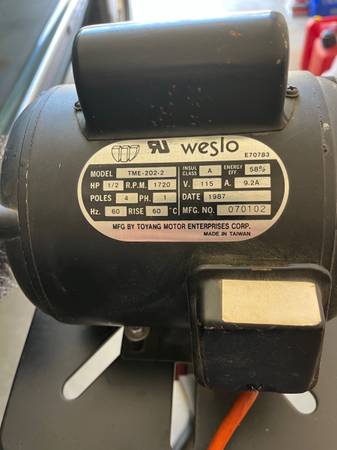 weslo
E70783
MODEL TME-202-2 INSUL CLASS A ENERGY EFF. 58%
HP 1/2 R.P.M. 1720 V. 115 A. 9.2A
POLES 4 PH. 1 DATE 1987
Hz. 60 RISE 60 °C MFG. NO. 070102
MFG BY TOYANG MOTOR ENTERPRISES CORP.
MADE IN TAIWAN